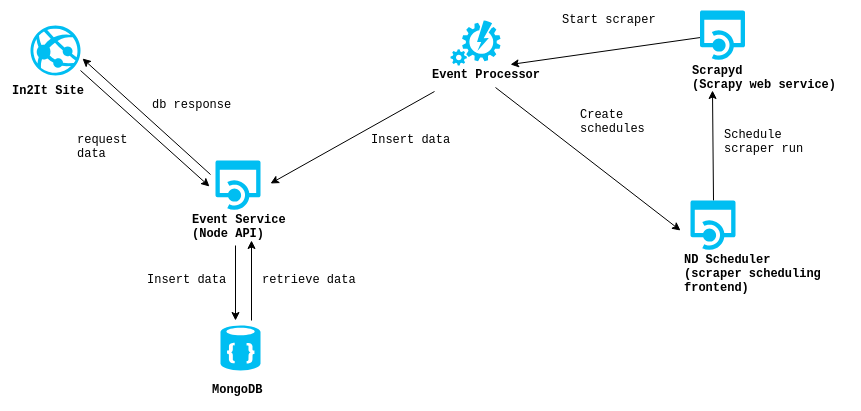 Start scraper
In2It Site
db response
request
data
Event Processor
Scrapyd
(Scrapy web service)
Insert data
Create
schedules
Schedule
scraper run
Event Service
(Node API)
ND Scheduler
(scraper scheduling
frontend)
Insert data
retrieve data
{ }
MongoDB